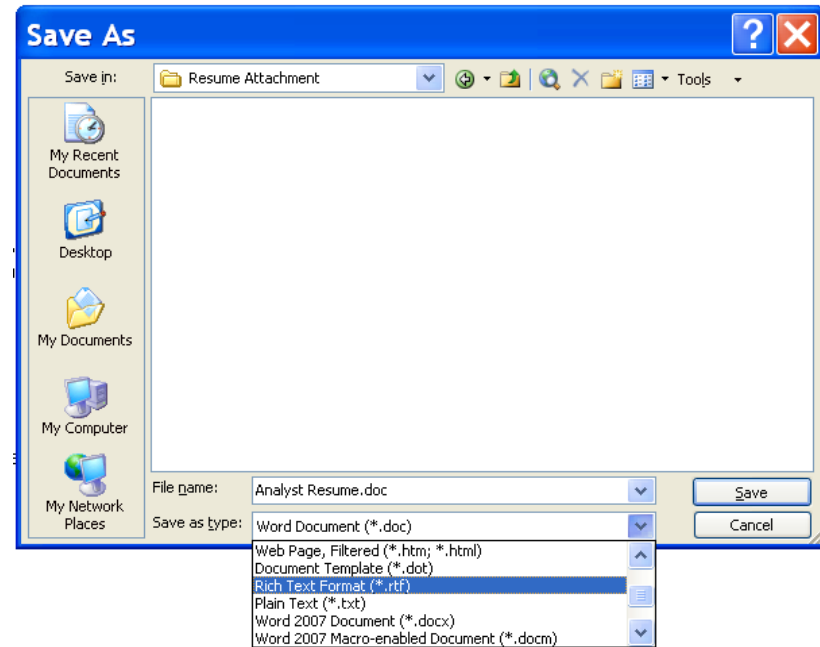 Save As
Save in:
Resume Attachment
Tools
My Recent
Documents
Desktop
My Documents
My Computer
My Network
Places
File name:
Analyst Resume.doc
Save
Save as type:
Word Document (*.doc)
Cancel
Web Page, Filtered (*.htm; *.html)
Document Template (*.dot)
Rich Text Format (*.rtf)
Plain Text (*.txt)
Word 2007 Document (*.docx)
Word 2007 Macro-enabled Document (*.docm)